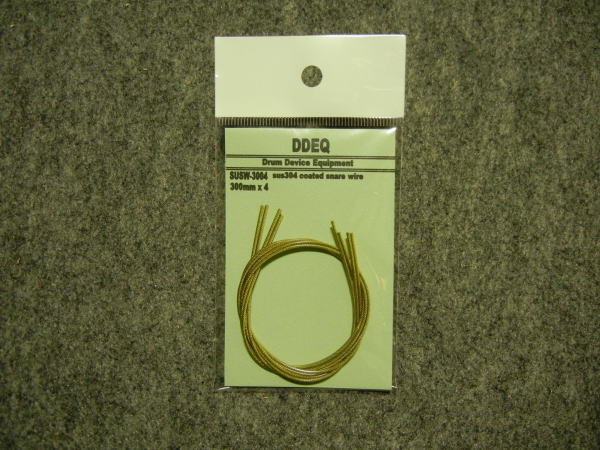 DDEQ
Drum Device Equipment
SUSW-3004 sus304 coated snare wire
300mm x 4